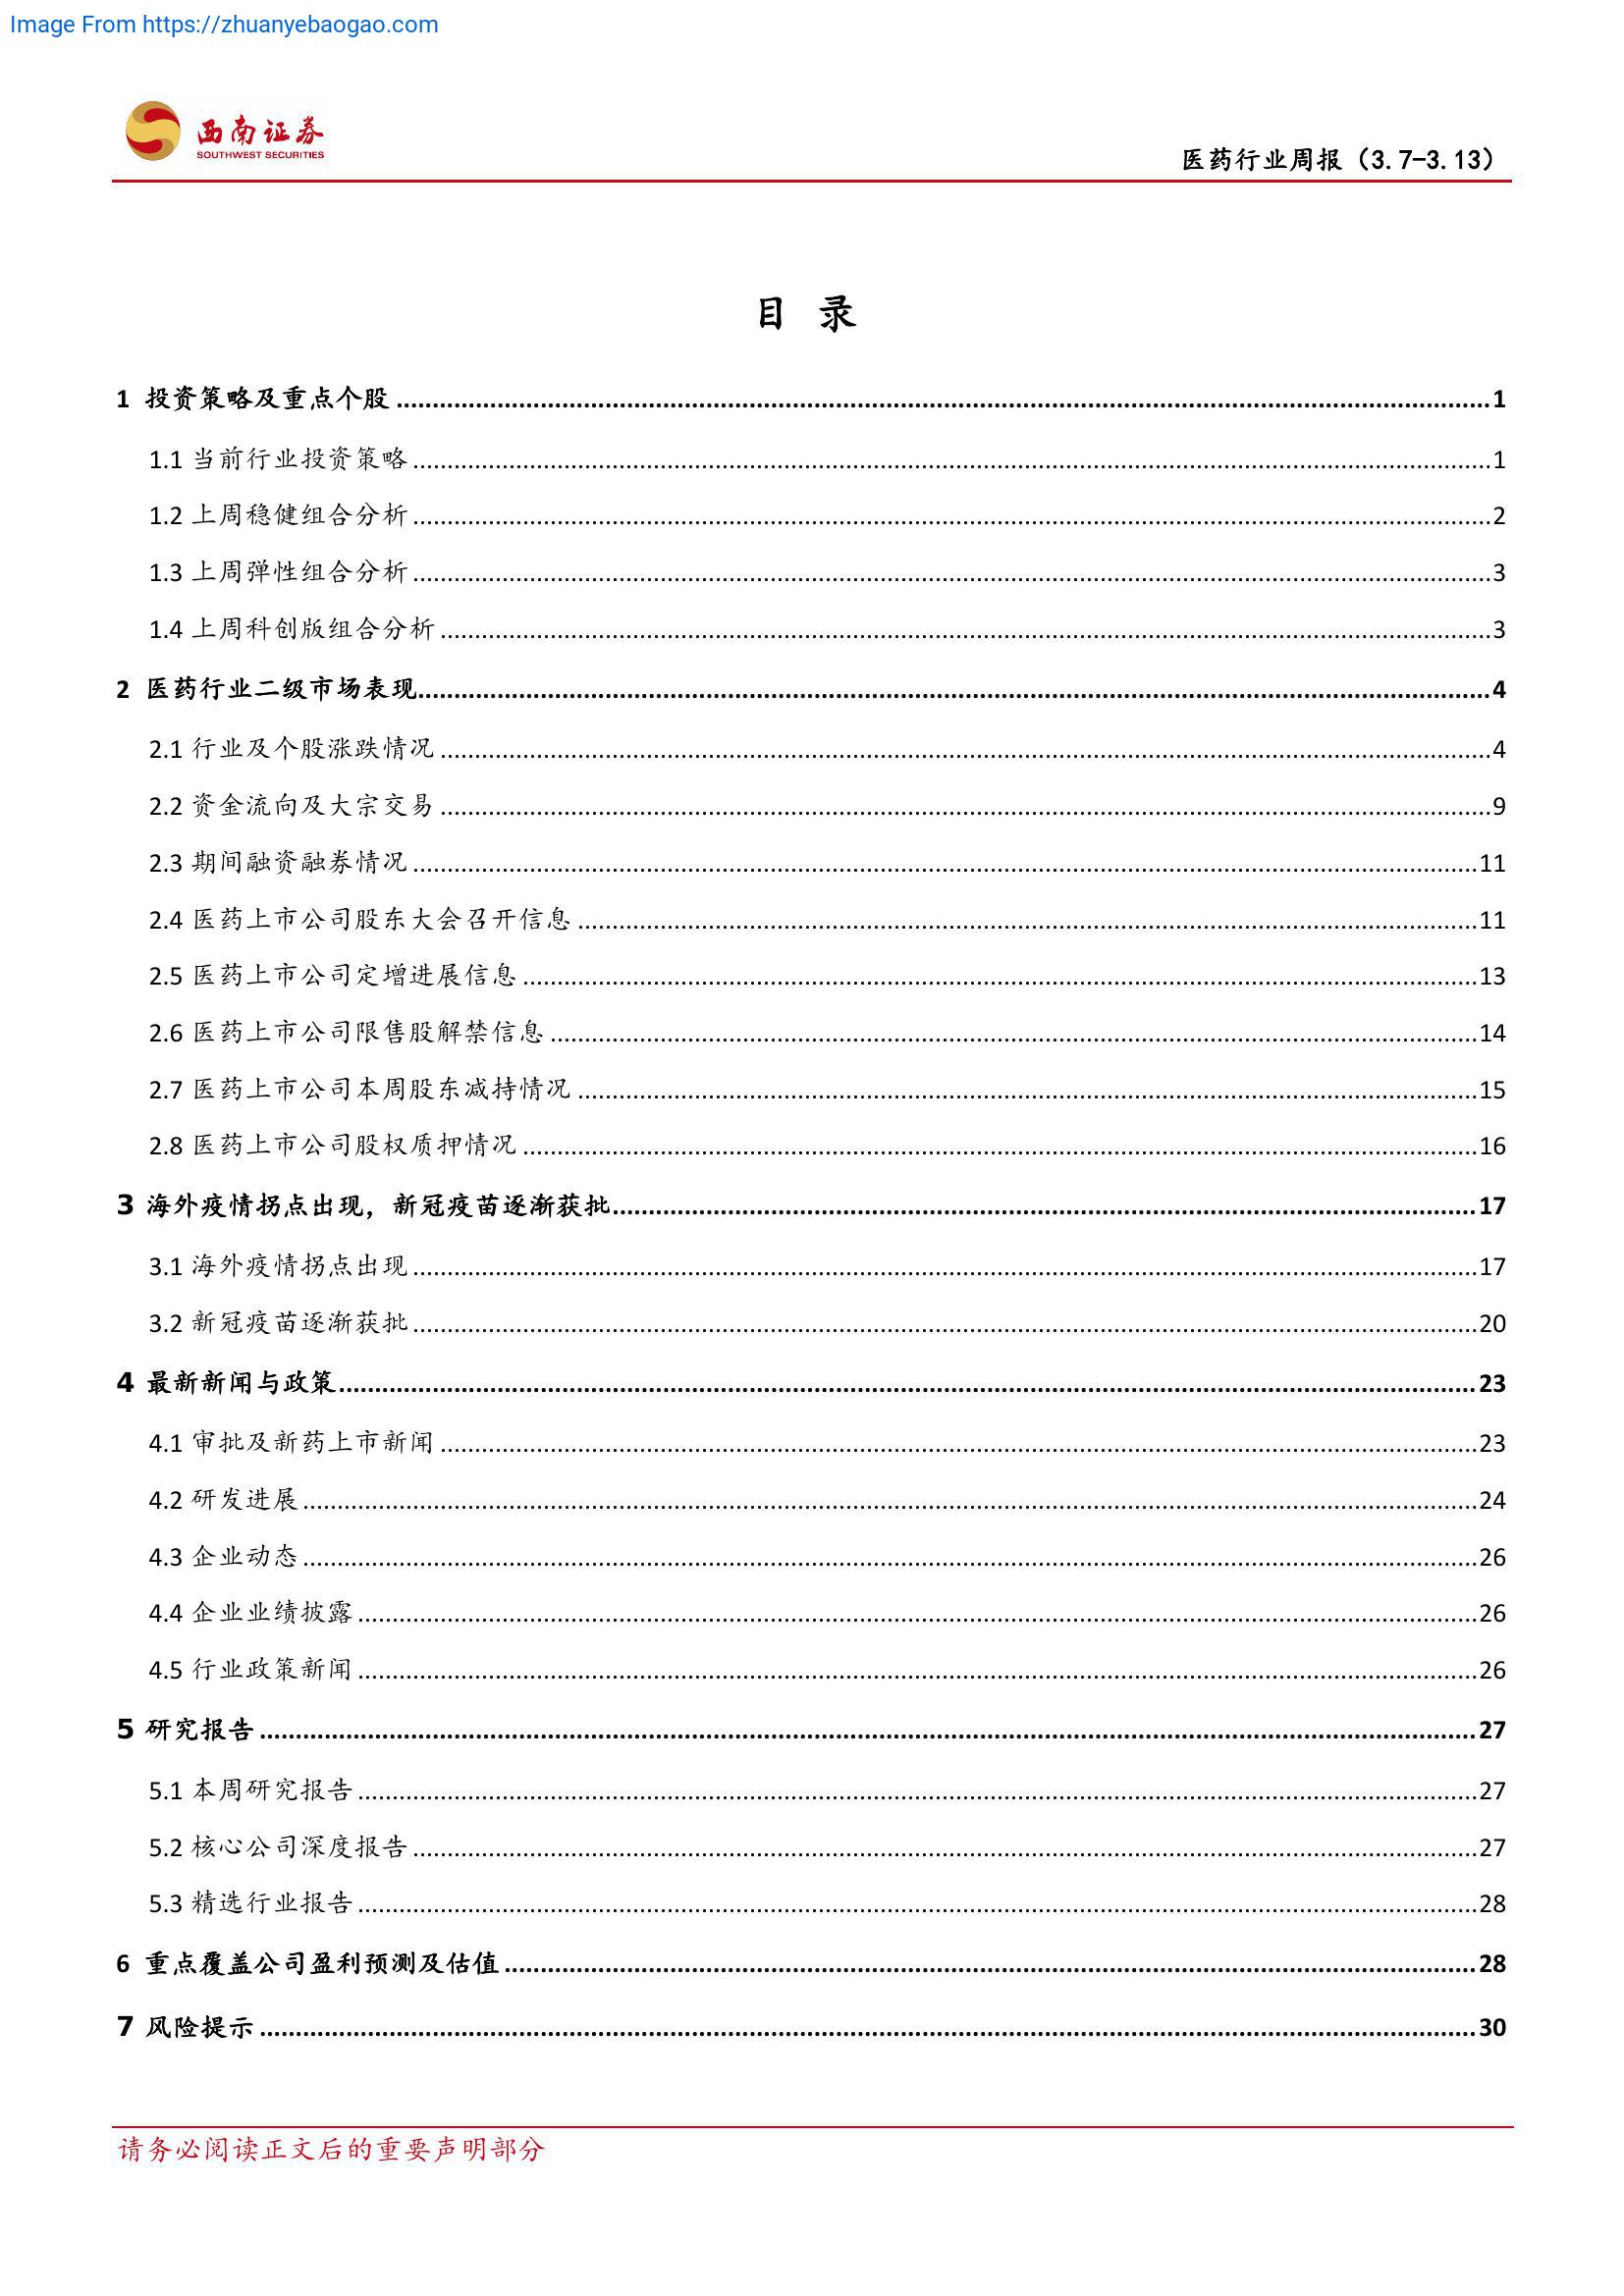 Image From https://zhuanyebaogao.com
西南证券
SOUTHWEST SECURITIES
医药行业周报（3.7-3.13）
目 录
1 投资策略及重点个股 1
1.1 当前行业投资策略 1
1.2 上周稳健组合分析 2
1.3 上周弹性组合分析 3
1.4 上周科创版组合分析 3
2 医药行业二级市场表现 4
2.1 行业及个股涨跌情况 4
2.2 资金流向及大宗交易 9
2.3 期间融资融券情况 11
2.4 医药上市公司股东大会召开信息 11
2.5 医药上市公司定增进展信息 13
2.6 医药上市公司限售股解禁信息 14
2.7 医药上市公司本周股东减持情况 15
2.8 医药上市公司股权质押情况 16
3 海外疫情拐点出现，新冠疫苗逐渐获批 17
3.1 海外疫情拐点出现 17
3.2 新冠疫苗逐渐获批 20
4 最新新闻与政策 23
4.1 审批及新药上市新闻 23
4.2 研发进展 24
4.3 企业动态 26
4.4 企业业绩披露 26
4.5 行业政策新闻 26
5 研究报告 27
5.1 本周研究报告 27
5.2 核心公司深度报告 27
5.3 精选行业报告 28
6 重点覆盖公司盈利预测及估值 28
7 风险提示 30
请务必阅读正文后的重要声明部分